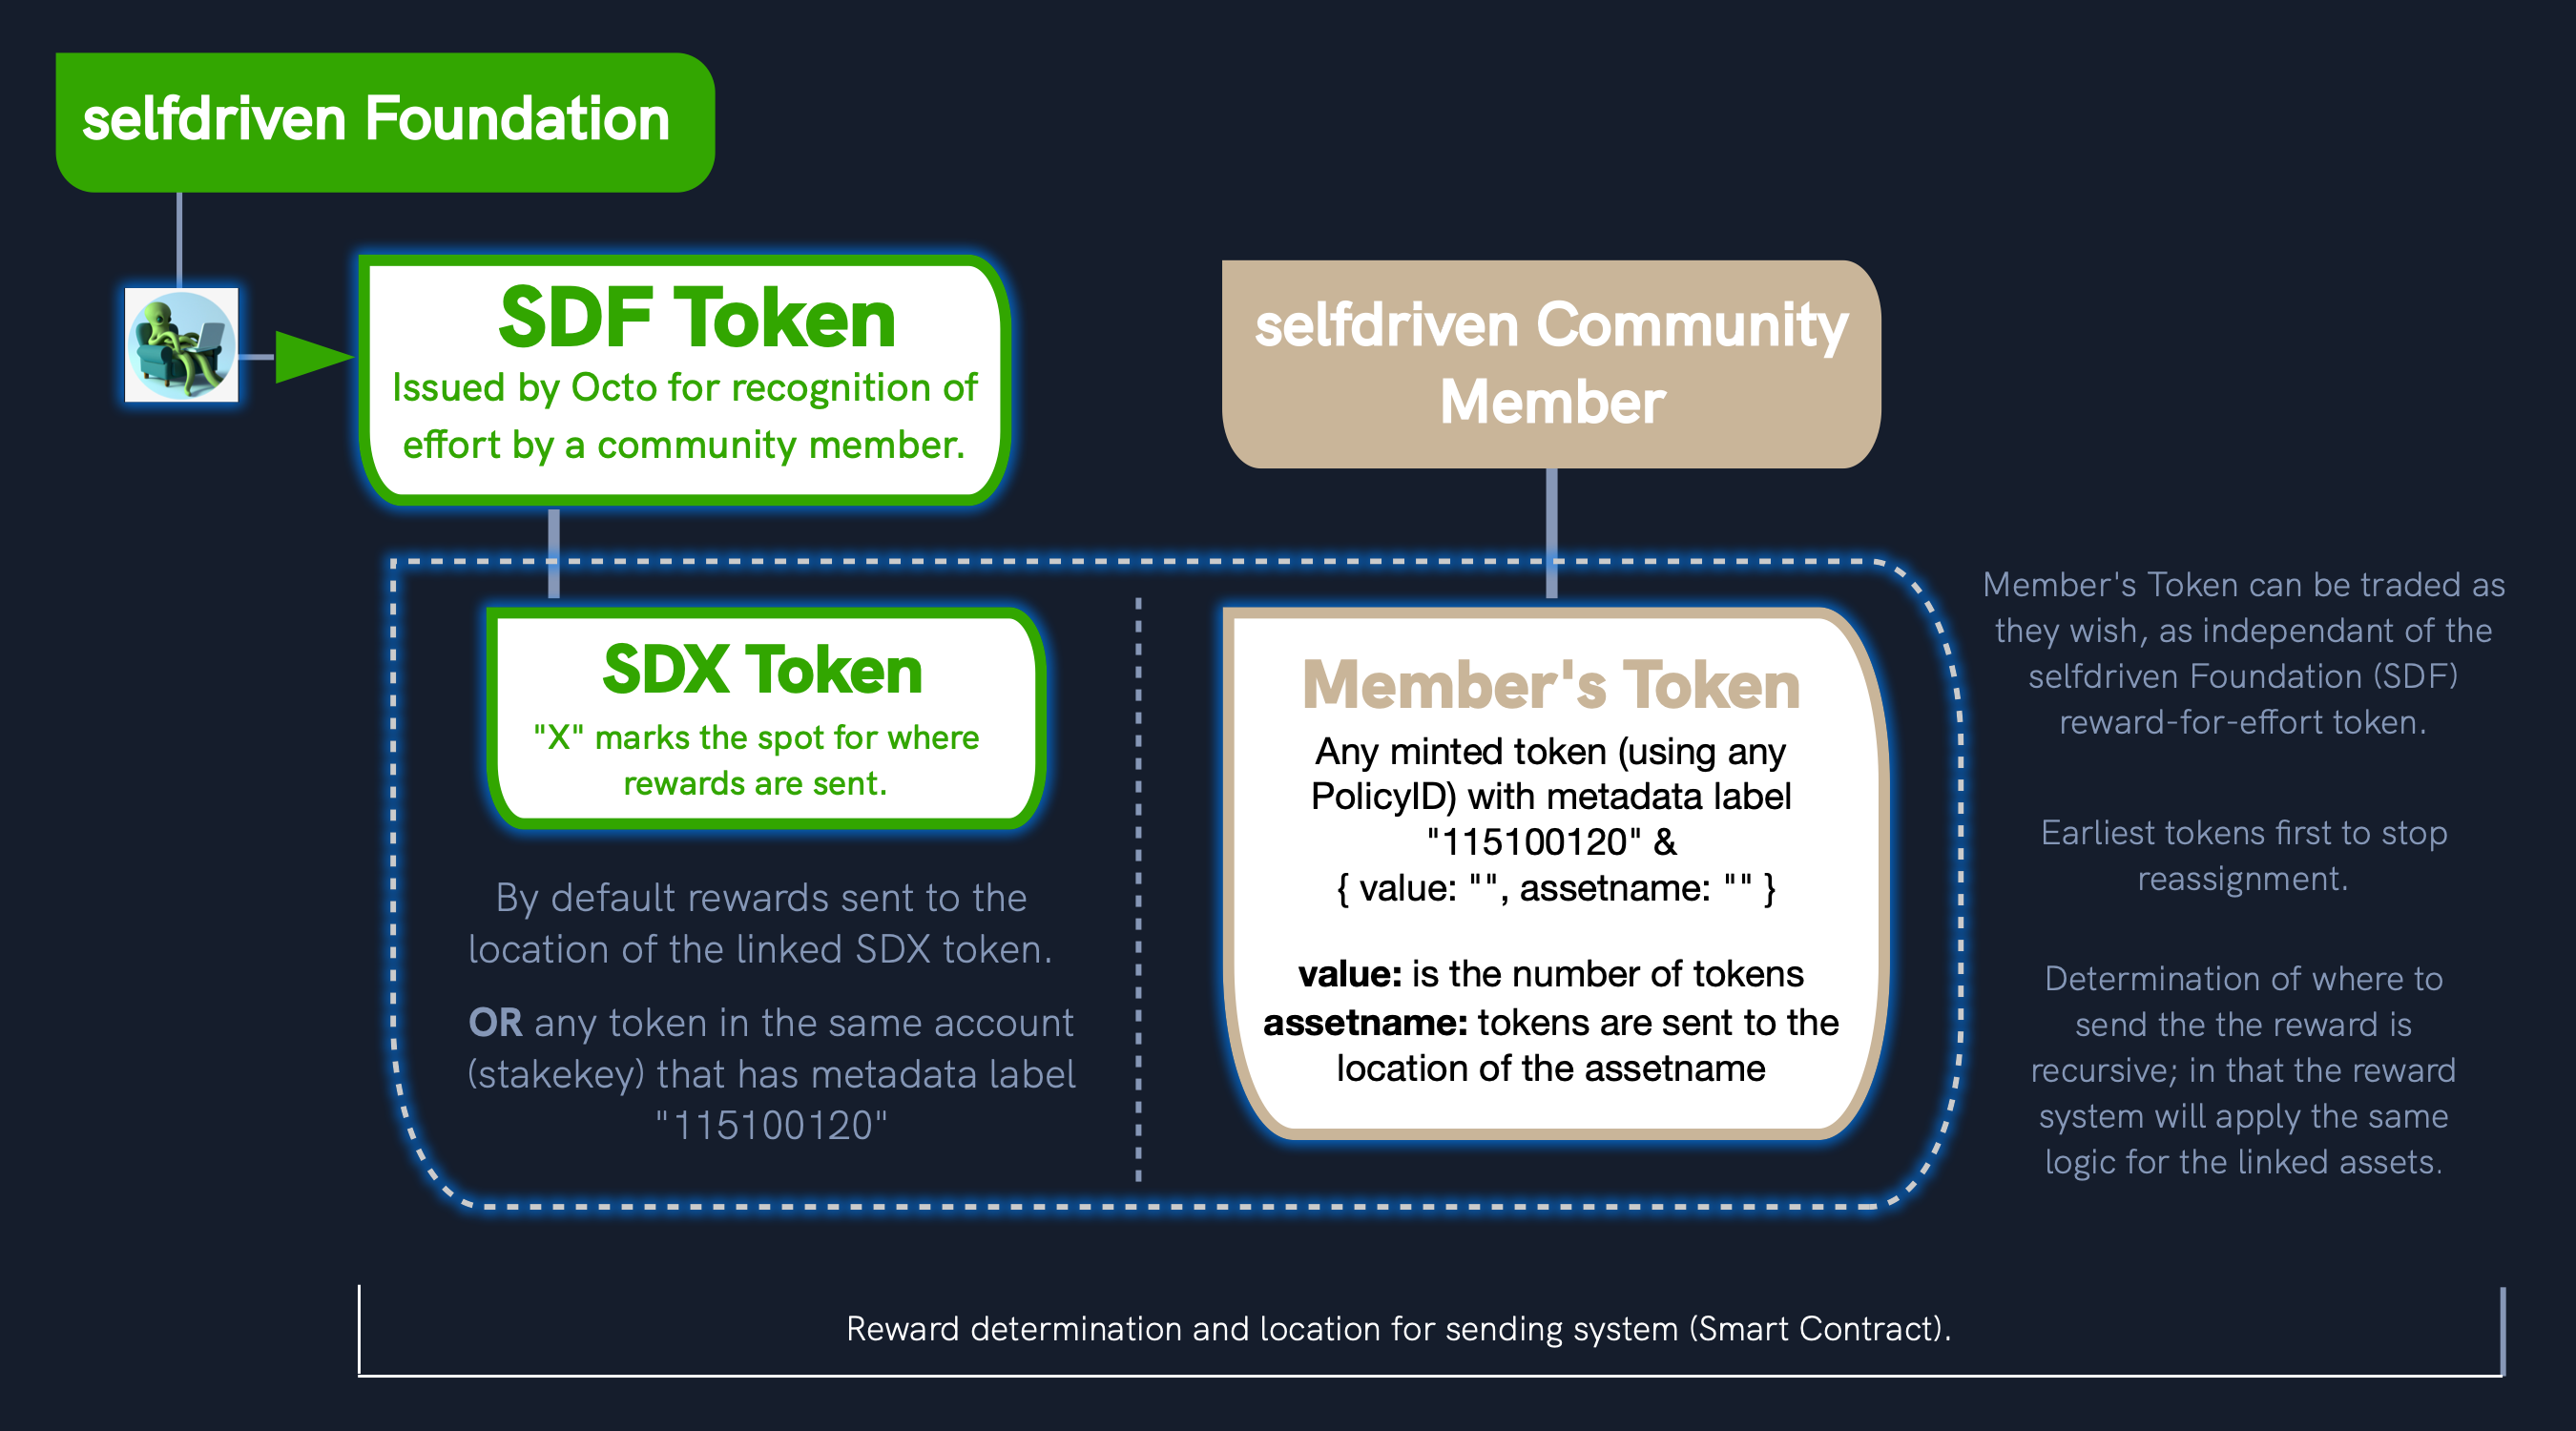 selfdriven Foundation
SDF Token
Issued by Octo for recognition of
effort by a community member.
selfdriven Community
Member
SDX Token
"X" marks the spot for where
rewards are sent.
By default rewards sent to the
location of the linked SDX token.
OR any token in the same account
(stakekey) that has metadata label
"115100120"
Member's Token
Any minted token (using any
PolicyID) with metadata label
"115100120" &
{ value: "", assetname: "" }
value: is the number of tokens
assetname: tokens are sent to the
location of the assetname
Member's Token can be traded as
they wish, as independant of the
selfdriven Foundation (SDF)
reward-for-effort token.
Earliest tokens first to stop
reassignment.
Determination of where to
send the the reward is
recursive; in that the reward
system will apply the same
logic for the linked assets.
Reward determination and location for sending system (Smart Contract).